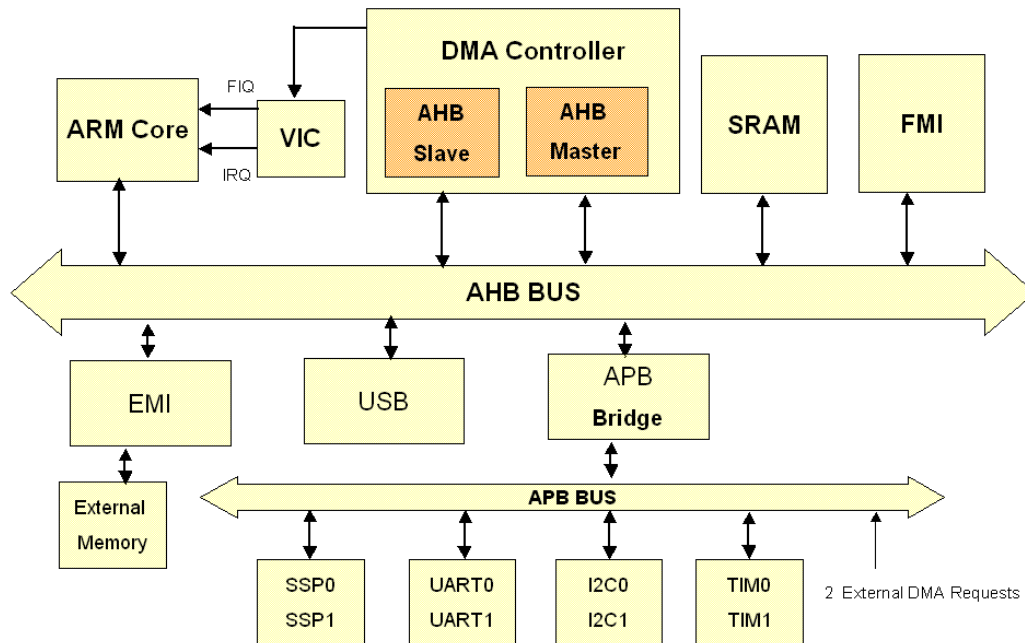 DMA Controller
FIQ
ARM Core
VIC
IRQ
AHB
Slave
AHB
Master
SRAM
FMI
AHB BUS
EMI
USB
APB
Bridge
External
Memory
APB BUS
SSP0
SSP1
UART0
UART1
I2C0
I2C1
TIM0
TIM1
2 External DMA Requests